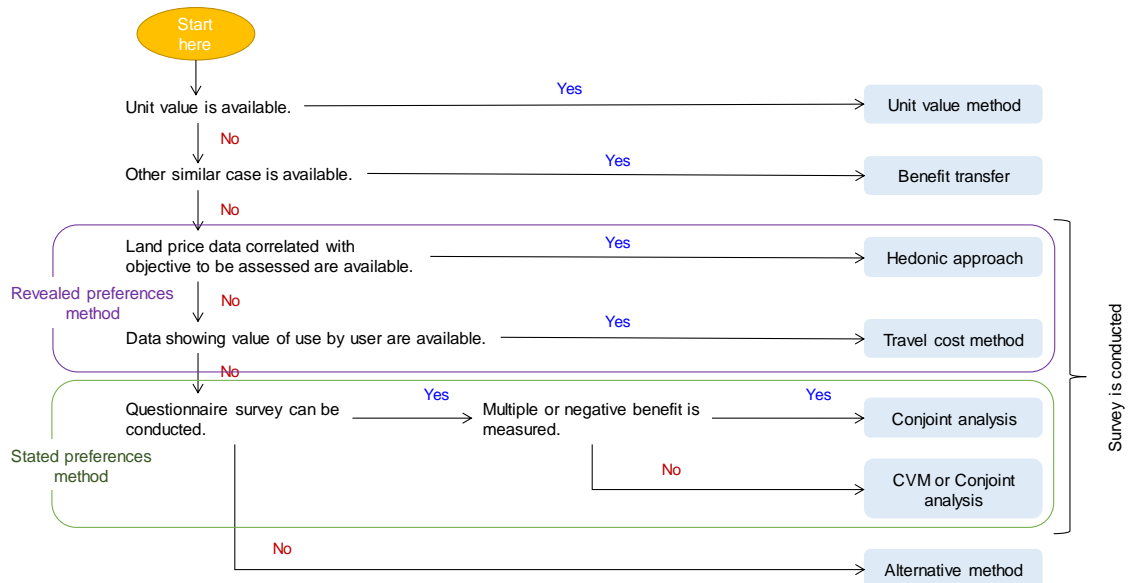 Start
here
Yes
Unit value is available.
Unit value method
No
Yes
Other similar case is available.
Benefit transfer
No
Land price data correlated with
objective to be assessed are available.
Yes
Hedonic approach
Revealed preferences
method
No
Yes
Data showing value of use by user are available.
Travel cost method
No
Questionnaire survey can be
conducted.
Yes
Multiple or negative benefit is
measured.
Yes
Conjoint analysis
Stated preferences
method
No
CVM or Conjoint
analysis
No
Alternative method
Survey is conducted